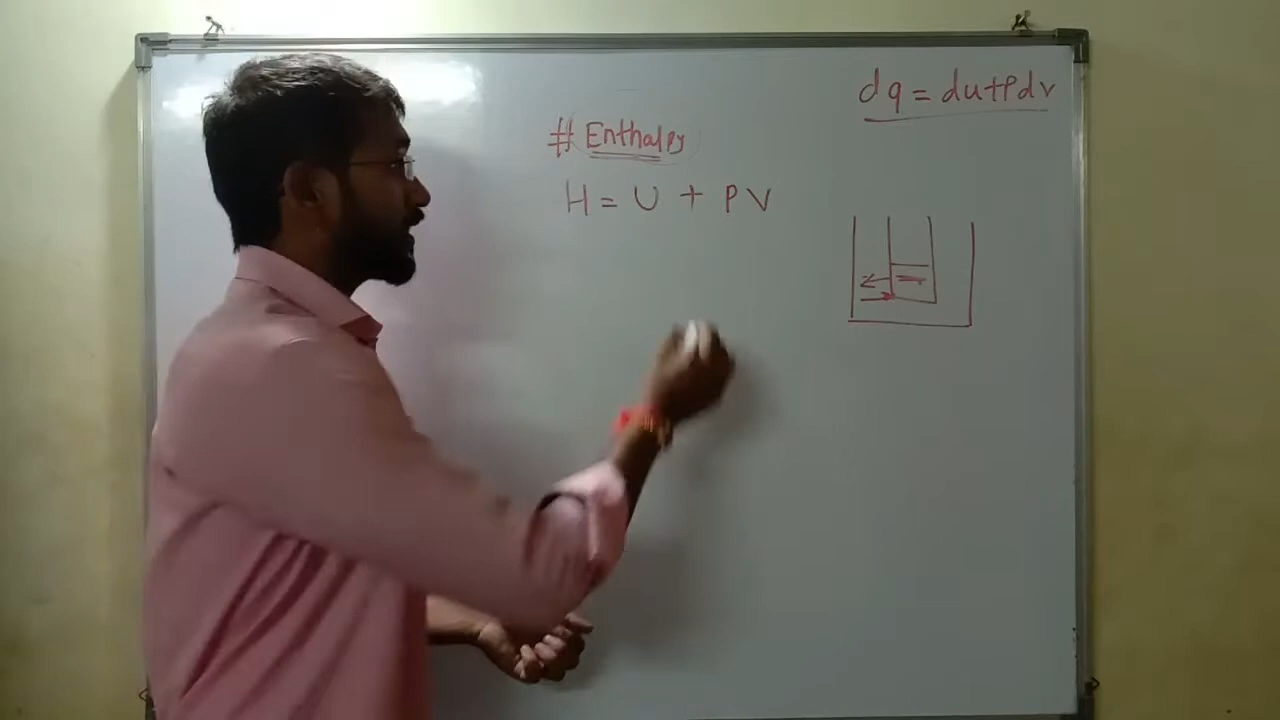 dq = du+Pdv
# Enthalpy
H = U + PV